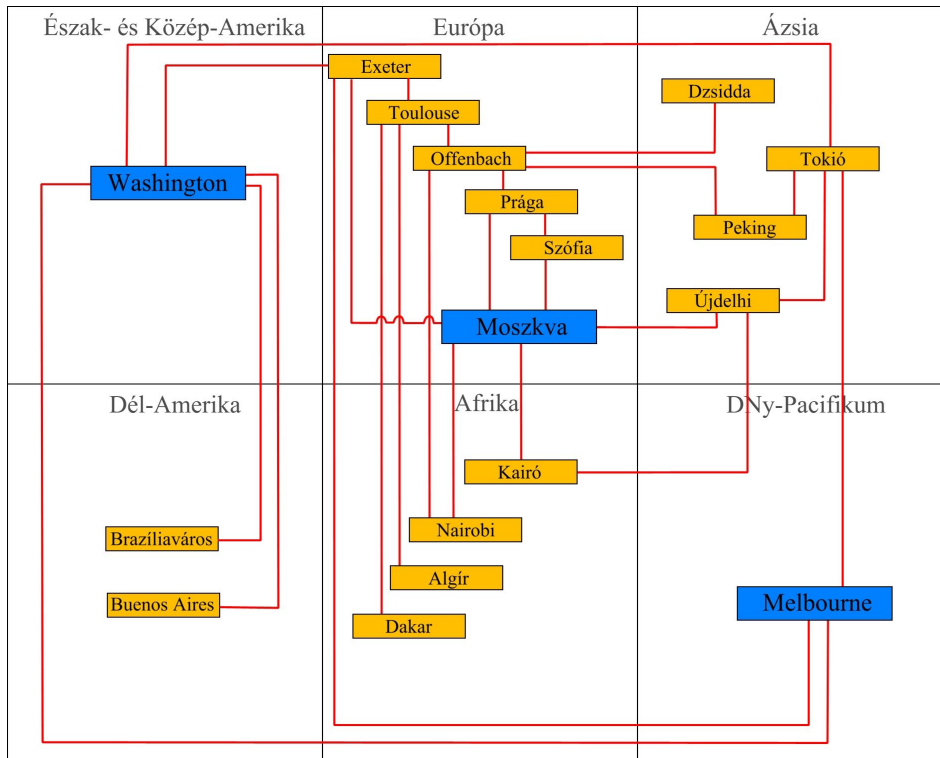 Észak- és Közép-Amerika
Európa
Ázsia
Exeter
Dzsidda
Toulouse
Offenbach
Tokió
Washington
Prága
Peking
Szófia
Újdelhi
Moszkva
Dél-Amerika
Afrika
DNy-Pacifikum
Kairó
Nairobi
Brazíliaváros
Algír
Melbourne
Buenos Aires
Dakar